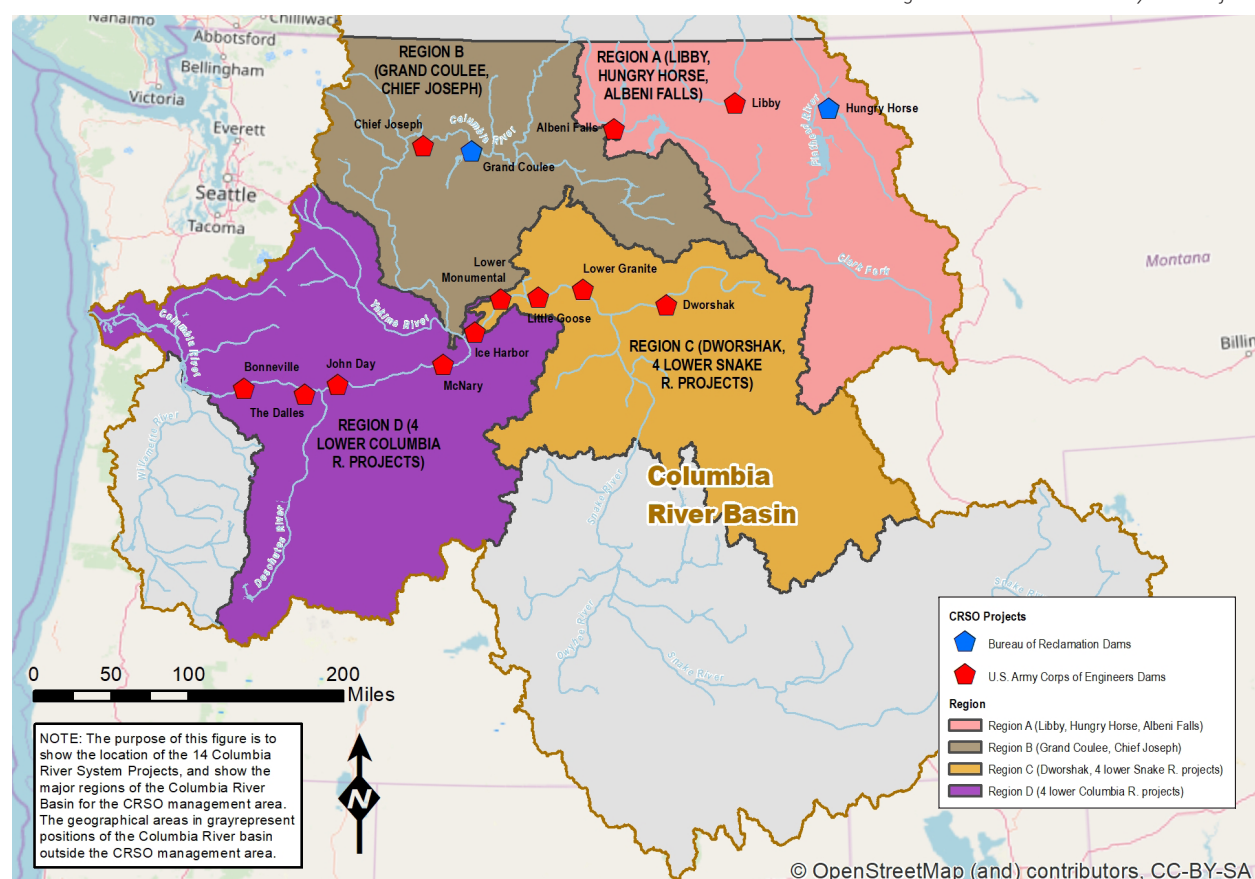 Nanaimo
Chilliwack
Abbotsford
Bellingham
Victoria
Everett
Seattle
Tacoma
REGION B
(GRAND COULEE,
CHIEF JOSEPH)
REGION A (LIBBY,
HUNGRY HORSE,
ALBENI FALLS)
Libby
Hungry Horse
Albeni Falls
Chief Joseph
Columbia River
Grand Coulee
Flathead River
Clark Fork
Montana
Lower
Monumental
Lower Granite
Little Goose
Dworshak
Ice Harbor
Yakima River
Columbia River
Bonneville
John Day
The Dalles
McNary
REGION C (DWORSHAK,
4 LOWER SNAKE
R. PROJECTS)
REGION D (4
LOWER COLUMBIA
R. PROJECTS)
Willamette River
Deschutes River
Snake River
Columbia
River Basin
Owyhee River
Snake River
0 50 100 200
Miles
NOTE: The purpose of this figure is to
show the location of the 14 Columbia
River System Projects, and show the
major regions of the Columbia River
Basin for the CRSO management area.
The geographical areas in grayrepresent
positions of the Columbia River basin
outside the CRSO management area.
N
CRSO Projects
Bureau of Reclamation Dams
U.S. Army Corps of Engineers Dams
Region
Region A (Libby, Hungry Horse, Albeni Falls)
Region B (Grand Coulee, Chief Joseph)
Region C (Dworshak, 4 lower Snake R. projects)
Region D (4 lower Columbia R. projects)
© OpenStreetMap (and) contributors, CC-BY-SA